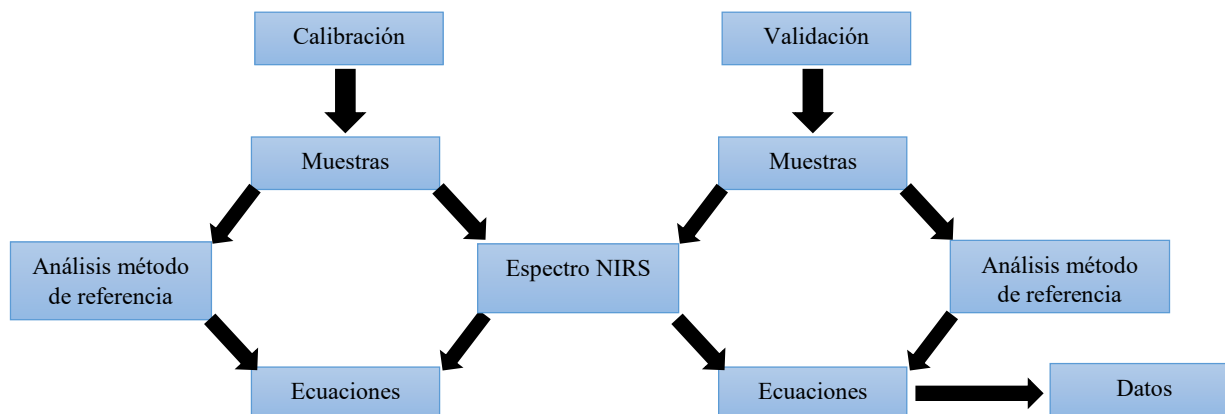 Calibración
Validación
Muestras
Muestras
Análisis método
de referencia
Espectro NIRS
Análisis método
de referencia
Ecuaciones
Ecuaciones
Datos